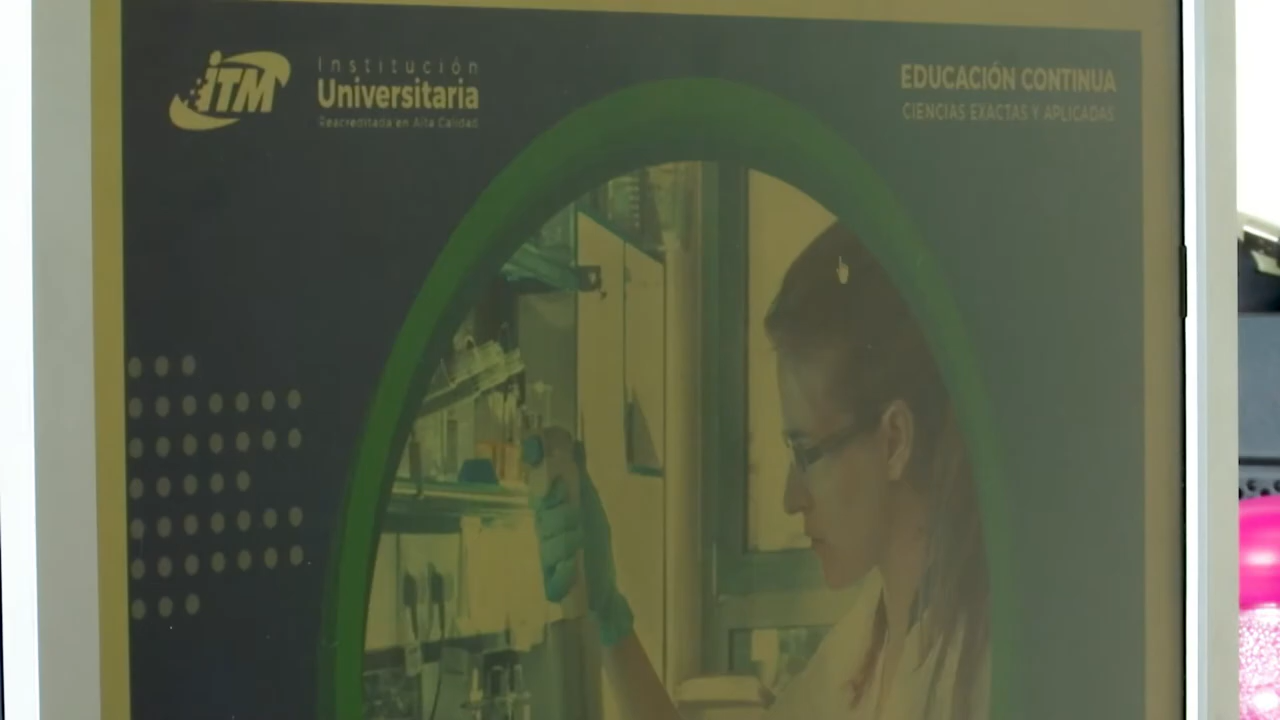 iTM
Institución
Universitaria
Reacreditada en Alta Calidad
EDUCACIÓN CONTINUA
CIENCIAS EXACTAS Y APLICADAS